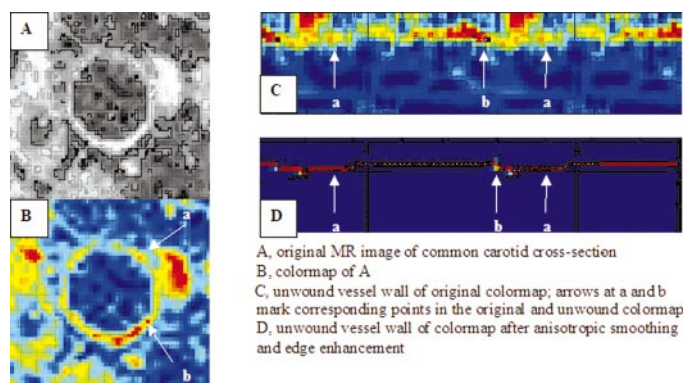 A
a
b
a
C
B
a
b
D
a
b
a
A, original MR image of common carotid cross-section
B, colormap of A
C, unwound vessel wall of original colormap; arrows at a and b
mark corresponding points in the original and unwound colormap
D, unwound vessel wall of colormap after anisotropic smoothing
and edge enhancement